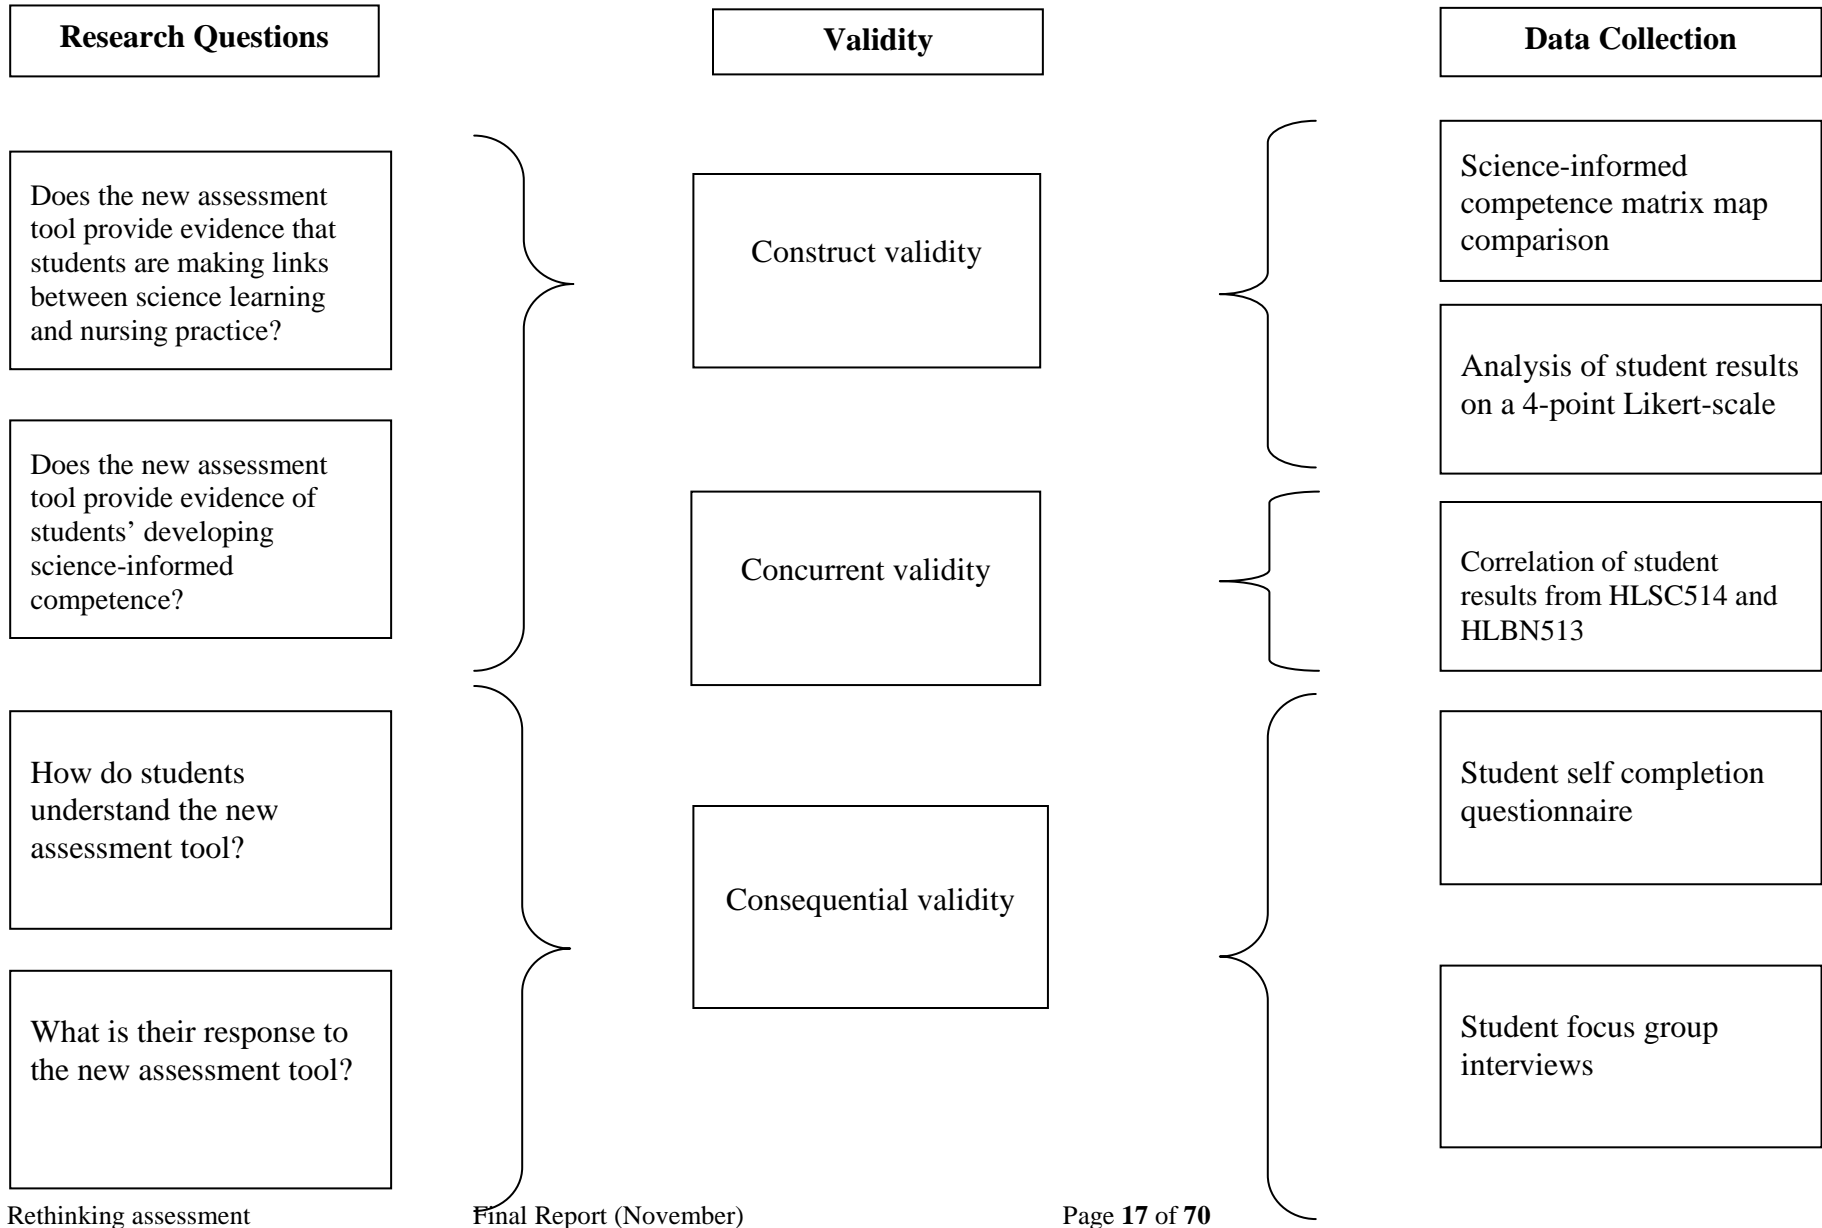 Research Questions
Validity
Data Collection
Does the new assessment
tool provide evidence that
students are making links
between science learning
and nursing practice?
Does the new assessment
tool provide evidence of
students’ developing
science-informed
competence?
How do students
understand the new
assessment tool?
What is their response to
the new assessment tool?
Construct validity
Concurrent validity
Consequential validity
Science-informed
competence matrix map
comparison
Analysis of student results
on a 4-point Likert-scale
Correlation of student
results from HLSC514 and
HLBN513
Student self completion
questionnaire
Student focus group
interviews
Rethinking assessment Final Report (November) Page 17 of 70